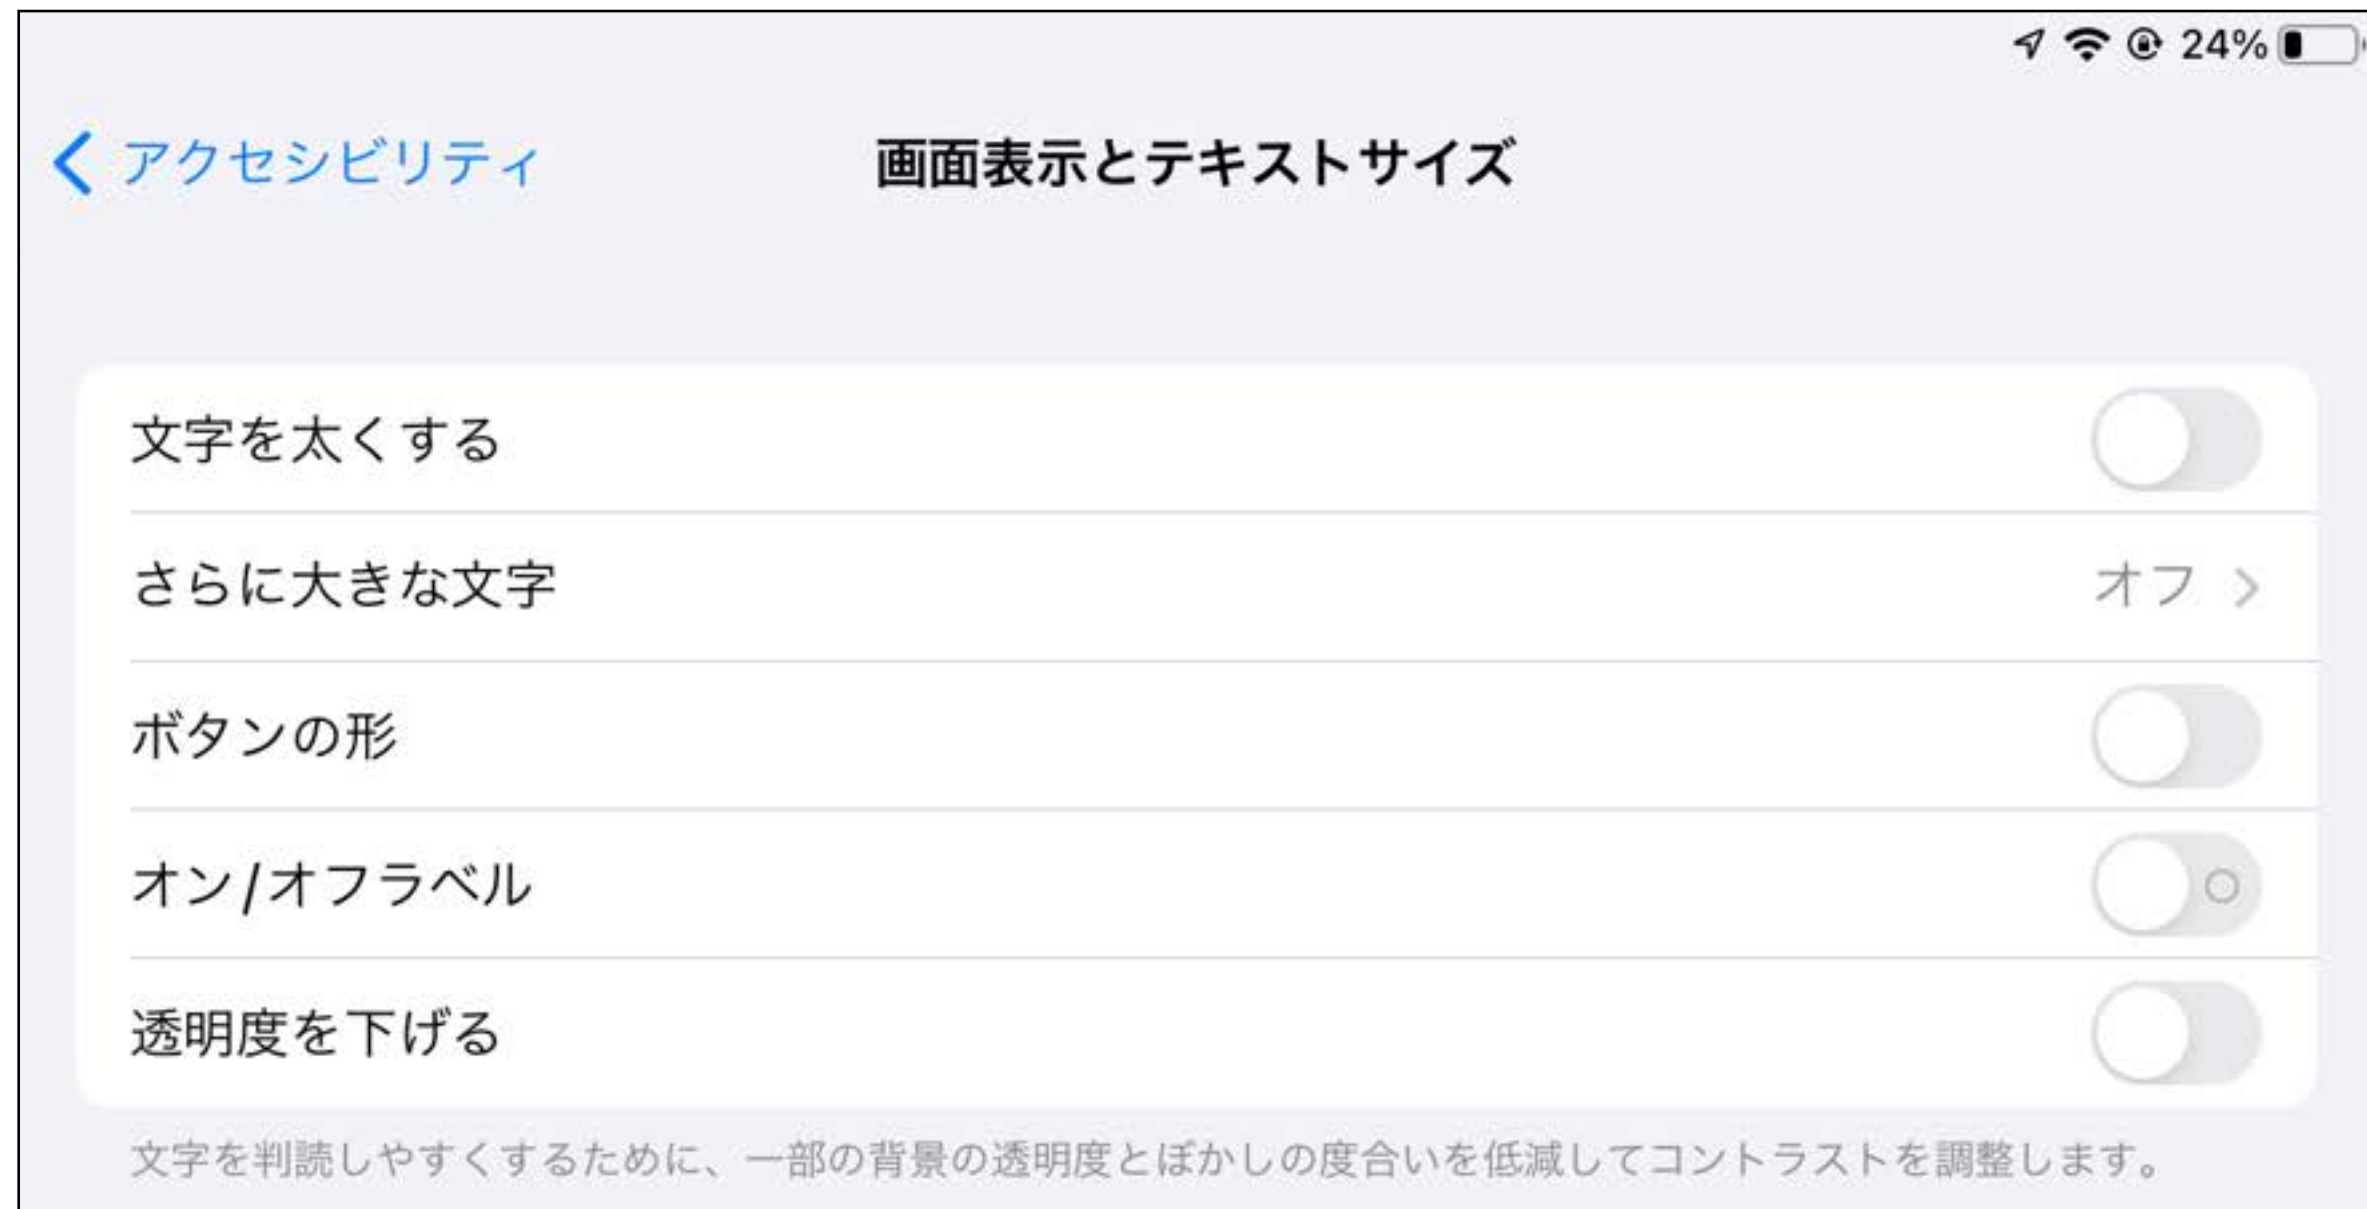 24%
アクセシビリティ 画面表示とテキストサイズ
文字を太くする
さらに大きな文字 オフ
ボタンの形
オン/オフラベル
透明度を下げる
文字を判読しやすくするために、一部の背景の透明度とぼかしの度合いを低減してコントラストを調整します。